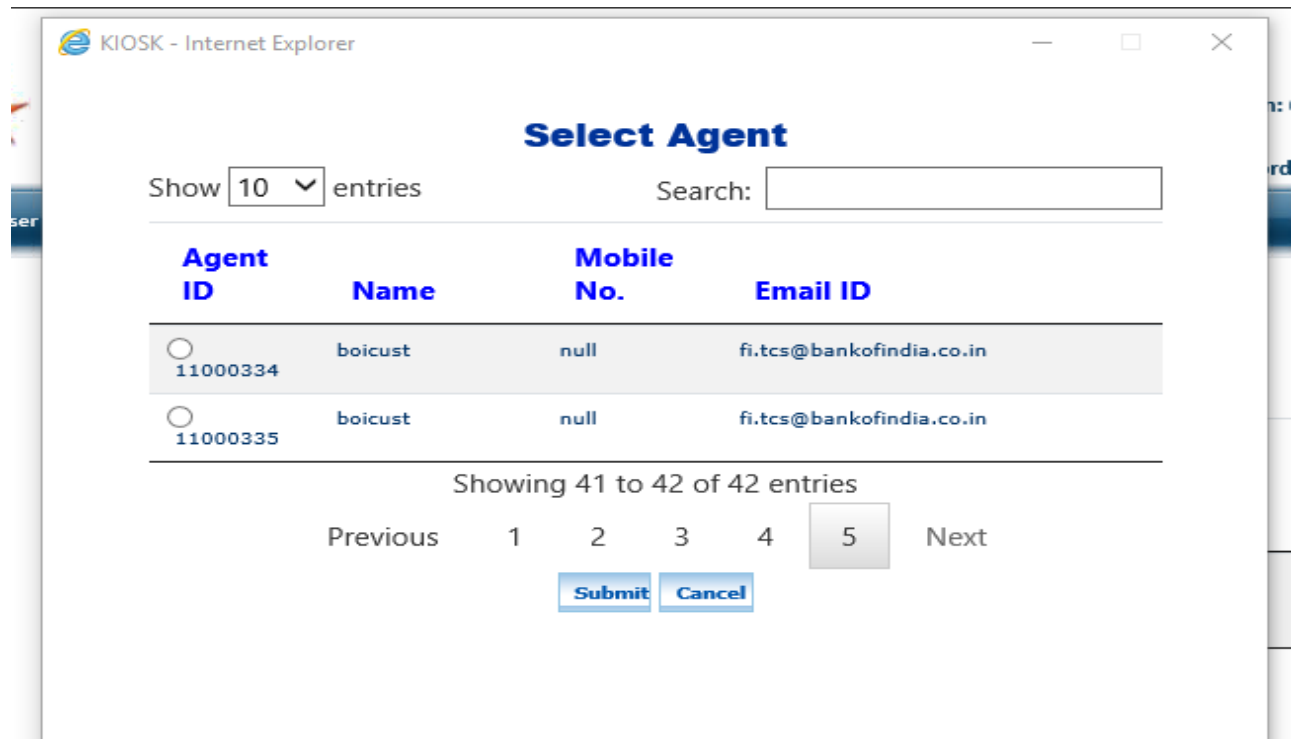 KIOSK - Internet Explorer
n:
Select Agent
ord
Show 10 entries Search:
ser
Agent ID Name Mobile No. Email ID
11000334 boicust null fi.tcs@bankofindia.co.in
11000335 boicust null fi.tcs@bankofindia.co.in
Showing 41 to 42 of 42 entries
Previous 1 2 3 4 5 Next
Submit Cancel